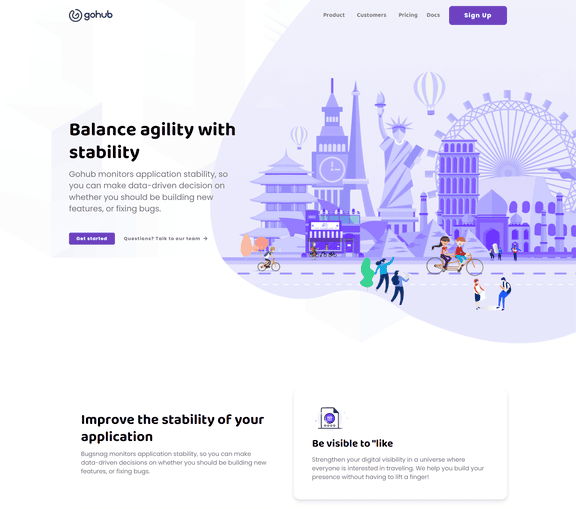 gohub
Product Customers Pricing Docs Sign Up
Balance agility with
stability
Gohub monitors application stability, so
you can make data-driven decision on
whether you should be building new
features, or fixing bugs.
Get started Questions? Talk to our team →
Improve the stability of your
application
Bugsnag monitors application stability, so you can make
data-driven decisions on whether you should be building new
features, or fixing bugs.
Be visible to "like
Strengthen your digital visibility in a universe where
everyone is interested in traveling. We help you build your
presence without having to lift a finger!